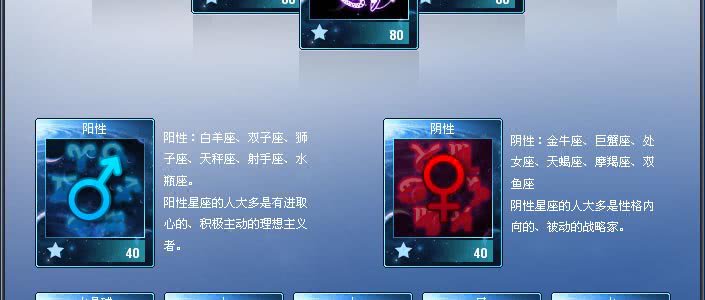 80
阳性
阳性：白羊座、双子座、狮
子座、天秤座、射手座、水
瓶座。
阳性星座的人大多是有进取
心的、积极主动的理想主义
者。
40
阴性
阴性：金牛座、巨蟹座、处
女座、天蝎座、摩羯座、双
鱼座
阴性星座的人大多是性格内
向的、被动的战略家。
40